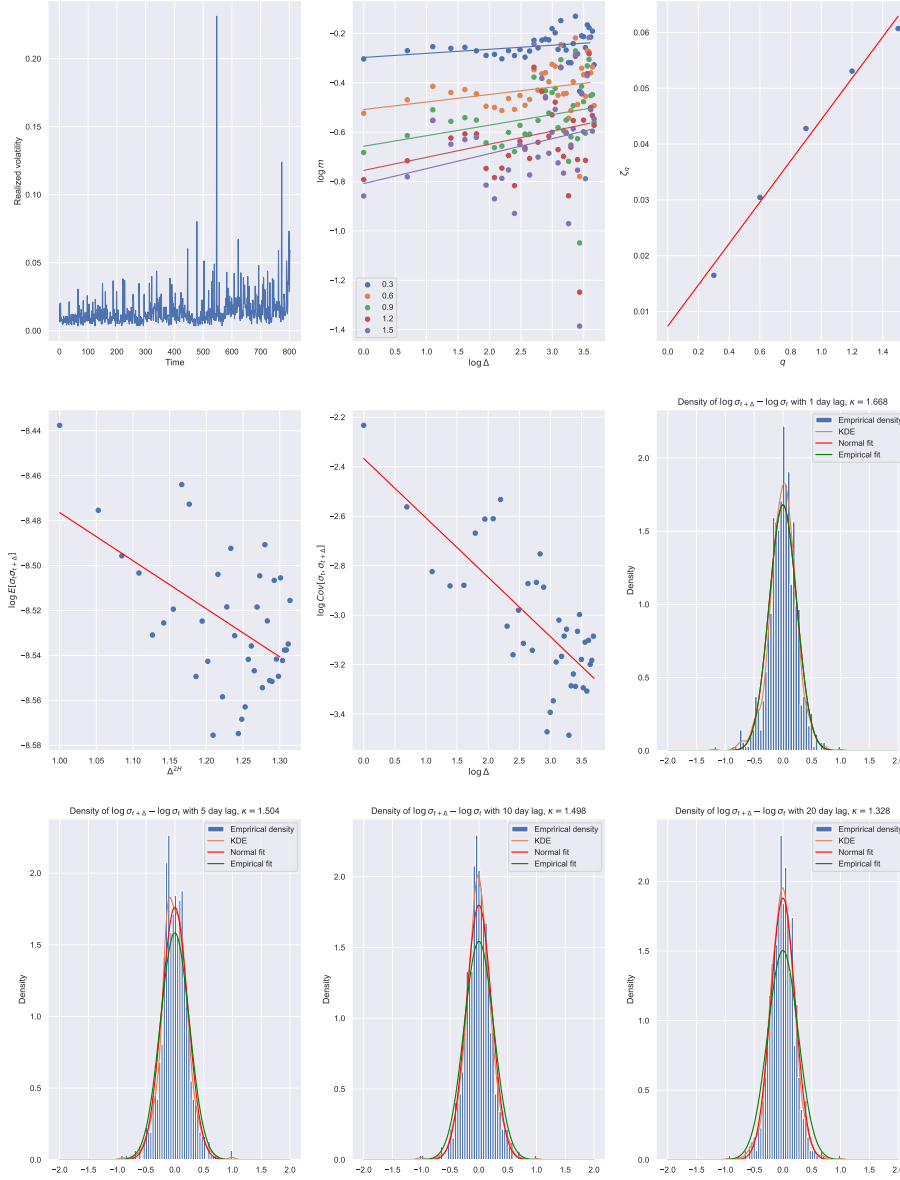 0.20
0.15
0.10
0.05
0.00
Realized volatility
0 100 200 300 400 500 600 700 800
Time
−0.2
−0.4
−0.6
−0.8
−1.0
−1.2
−1.4
log m
0.3
0.6
0.9
1.2
1.5
0.0 0.5 1.0 1.5 2.0 2.5 3.0 3.5
log Δ
0.06
0.05
0.04
0.03
0.02
0.01
ζq
0.0 0.2 0.4 0.6 0.8 1.0 1.2 1.4
q
−8.44
−8.46
−8.48
−8.50
−8.52
−8.54
−8.56
−8.58
log E[σtσt+Δ]
1.00 1.05 1.10 1.15 1.20 1.25 1.30
Δ2H
−2.2
−2.4
−2.6
−2.8
−3.0
−3.2
−3.4
log Cov[σt, σt+Δ]
0.0 0.5 1.0 1.5 2.0 2.5 3.0 3.5
log Δ
Density of log σt+Δ − log σt with 1 day lag, κ = 1.668
Emprirical density
KDE
Normal fit
Empirical fit
2.0
1.5
1.0
0.5
0.0
Density
−2.0 −1.5 −1.0 −0.5 0.0 0.5 1.0 1.5 2.0
Density of log σt+Δ − log σt with 5 day lag, κ = 1.504
Emprirical density
KDE
Normal fit
Empirical fit
2.0
1.5
1.0
0.5
0.0
Density
−2.0 −1.5 −1.0 −0.5 0.0 0.5 1.0 1.5 2.0
Density of log σt+Δ − log σt with 10 day lag, κ = 1.498
Emprirical density
KDE
Normal fit
Empirical fit
2.0
1.5
1.0
0.5
0.0
Density
−2.0 −1.5 −1.0 −0.5 0.0 0.5 1.0 1.5 2.0
Density of log σt+Δ − log σt with 20 day lag, κ = 1.328
Emprirical density
KDE
Normal fit
Empirical fit
2.0
1.5
1.0
0.5
0.0
Density
−2.0 −1.5 −1.0 −0.5 0.0 0.5 1.0 1.5 2.0